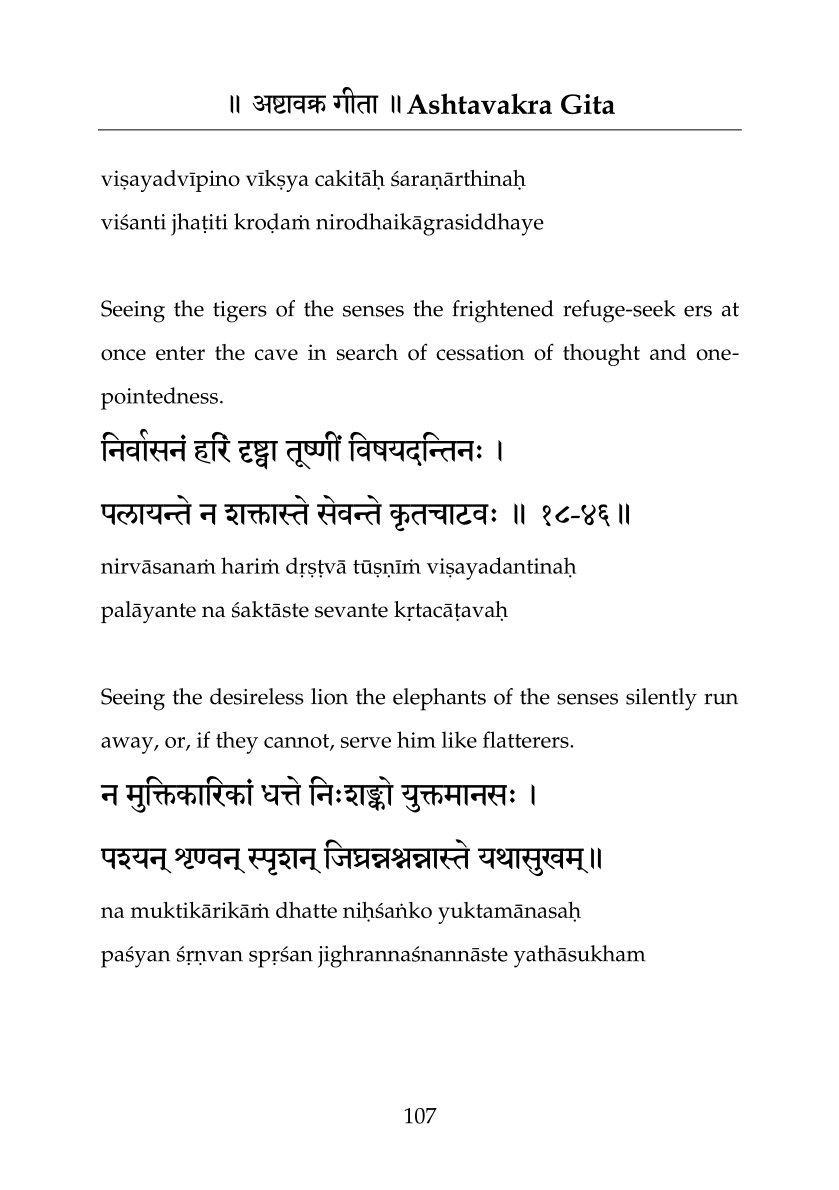 ॥ अष्टावक्र गीता ॥ Ashtavakra Gita
viṣayadvīpino vīkṣya cakitāḥ śaraṇārthinaḥ
viśanti jhaṭiti kroḍaṁ nirodhaikāgrasiddhaye
Seeing the tigers of the senses the frightened refuge-seek ers at
once enter the cave in search of cessation of thought and one-
pointedness.
निर्वासनं हरिं दृष्ट्वा तूष्णीं विषयदन्तिनः ।
पलायन्ते न शक्तास्ते सेवन्ते कृतचाटवः ॥ १८-४६॥
nirvāsanaṁ hariṁ dṛṣṭvā tūṣṇīṁ viṣayadantinaḥ
palāyante na śaktāste sevante kṛtacāṭavaḥ
Seeing the desireless lion the elephants of the senses silently run
away, or, if they cannot, serve him like flatterers.
न मुक्तिकारिकां धत्ते निःशङ्को युक्तमानसः ।
पश्यन् शृण्वन् स्पृशन् जिघ्रन्नश्नन्नास्ते यथासुखम्॥
na muktikārikāṁ dhatte niḥśaṅko yuktamānasaḥ
paśyan śṛṇvan spṛśan jighrannaśnannāste yathāsukham
107